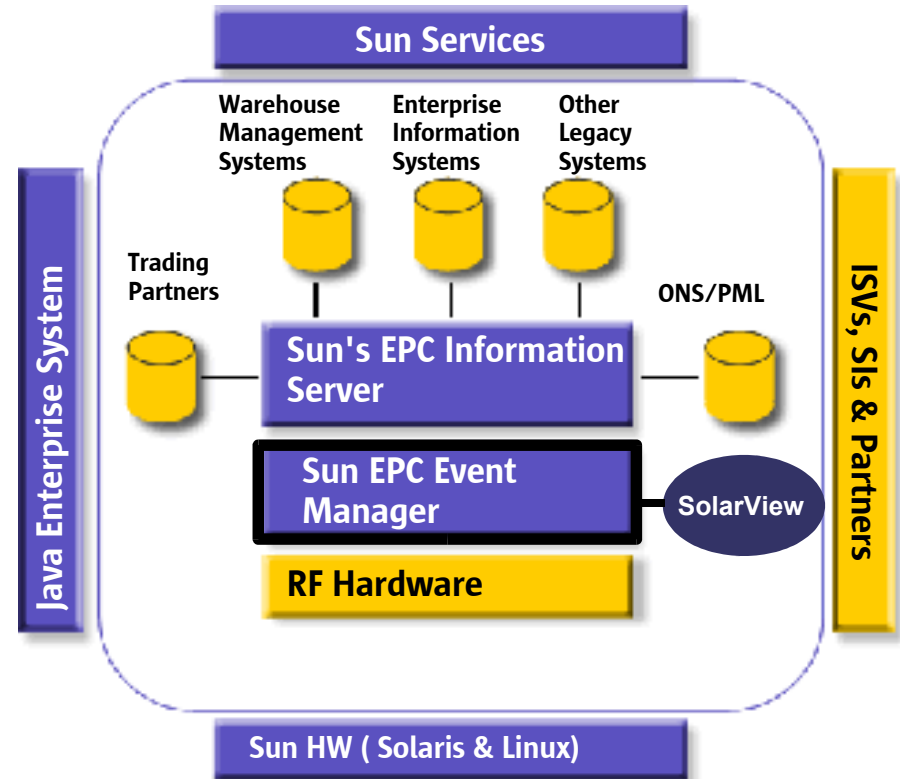 Sun Services
Warehouse
Management
Systems
Enterprise
Information
Systems
Other
Legacy
Systems
Trading
Partners
ONS/PML
Java Enterprise System
ISVs, SIs & Partners
Sun's EPC Information
Server
Sun EPC Event
Manager
SolarView
RF Hardware
Sun HW ( Solaris & Linux)